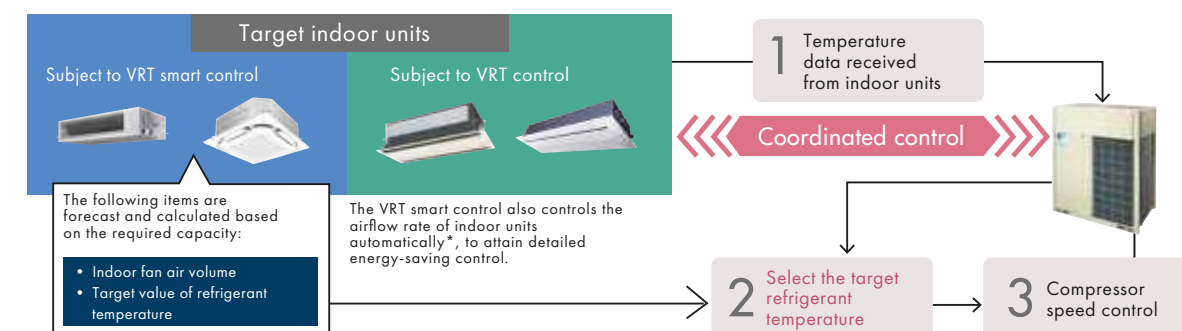 Target indoor units
Subject to VRT smart control
Subject to VRT control
The following items are
forecast and calculated based
on the required capacity:
• Indoor fan air volume
• Target value of refrigerant
temperature
The VRT smart control also controls the
airflow rate of indoor units
automatically*, to attain detailed
energy-saving control.
1
Temperature
data received
from indoor units
Coordinated control
2
Select the target
refrigerant
temperature
3
Compressor
speed control